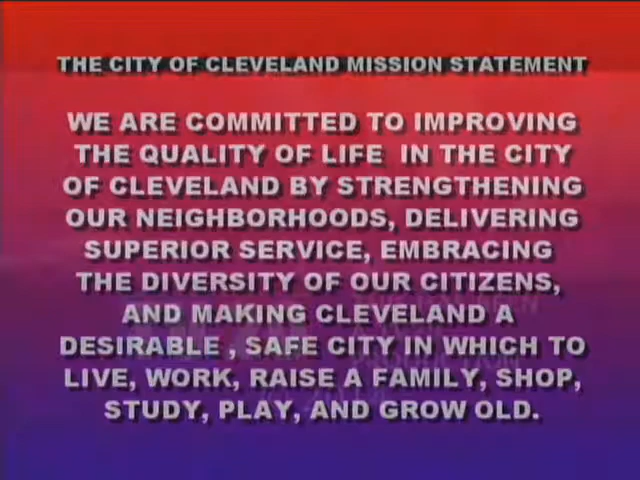 THE CITY OF CLEVELAND MISSION STATEMENT
WE ARE COMMITTED TO IMPROVING
THE QUALITY OF LIFE IN THE CITY
OF CLEVELAND BY STRENGTHENING
OUR NEIGHBORHOODS, DELIVERING
SUPERIOR SERVICE, EMBRACING
THE DIVERSITY OF OUR CITIZENS,
AND MAKING CLEVELAND A
DESIRABLE , SAFE CITY IN WHICH TO
LIVE, WORK, RAISE A FAMILY, SHOP,
STUDY, PLAY, AND GROW OLD.